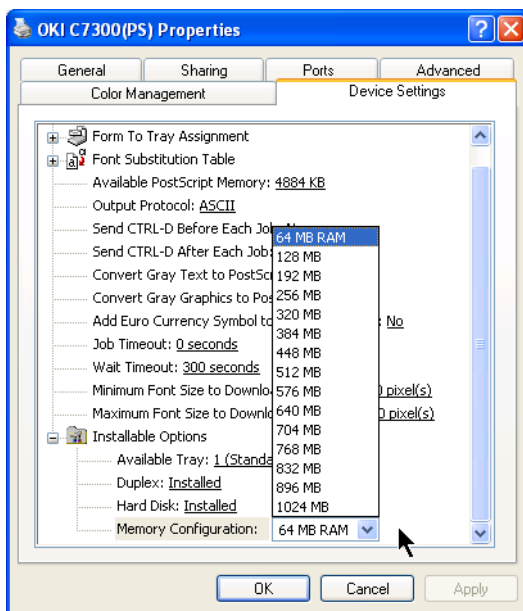 OKI C7300(PS) Properties
General Sharing Ports Advanced
Color Management Device Settings
Form To Tray Assignment
Font Substitution Table
Available PostScript Memory: 4884 KB
Output Protocol: ASCII
Send CTRL-D Before Each
Send CTRL-D After Each Job:
Convert Gray Text to
Convert Gray Graphics to
Add Euro Currency Symbol to : No
Job Timeout: 0 seconds
Wait Timeout: 300 seconds
Minimum Font Size to pixel(s)
Maximum Font Size to pixel(s)
Installable Options
Available Tray: 1
Duplex: Installed
Hard Disk: Installed
Memory Configuration: 64 MB RAM
64 MB RAM
128 MB
192 MB
256 MB
320 MB
384 MB
448 MB
512 MB
576 MB
640 MB
704 MB
768 MB
832 MB
896 MB
1024 MB
OK Cancel Apply